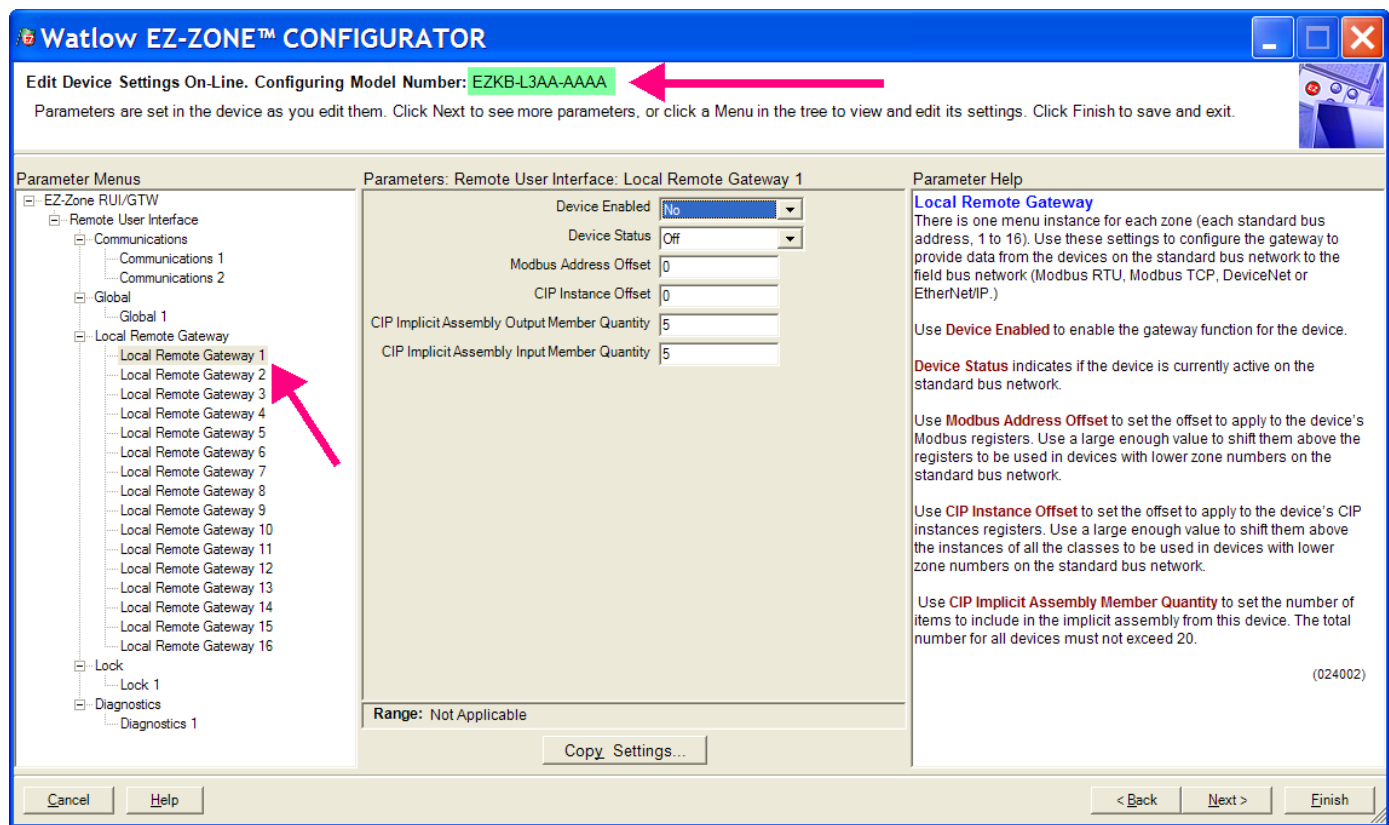 Watlow EZ-ZONE™ CONFIGURATOR
Edit Device Settings On-Line. Configuring Model Number: EZKB-L3AA-AAAA
Parameters are set in the device as you edit them. Click Next to see more parameters, or click a Menu in the tree to view and edit its settings. Click Finish to save and exit.
Parameter Menus
EZ-Zone RUI/GTW
Remote User Interface
Communications
Communications 1
Communications 2
Global
Global 1
Local Remote Gateway
Local Remote Gateway 1
Local Remote Gateway 2
Local Remote Gateway 3
Local Remote Gateway 4
Local Remote Gateway 5
Local Remote Gateway 6
Local Remote Gateway 7
Local Remote Gateway 8
Local Remote Gateway 9
Local Remote Gateway 10
Local Remote Gateway 11
Local Remote Gateway 12
Local Remote Gateway 13
Local Remote Gateway 14
Local Remote Gateway 15
Local Remote Gateway 16
Lock
Lock 1
Diagnostics
Diagnostics 1
Parameters: Remote User Interface: Local Remote Gateway 1
Device Enabled No
Device Status Off
Modbus Address Offset 0
CIP Instance Offset 0
CIP Implicit Assembly Output Member Quantity 5
CIP Implicit Assembly Input Member Quantity 5
Range: Not Applicable
Copy Settings...
Parameter Help
Local Remote Gateway
There is one menu instance for each zone (each standard bus
address, 1 to 16). Use these settings to configure the gateway to
provide data from the devices on the standard bus network to the
field bus network (Modbus RTU, Modbus TCP, DeviceNet or
EtherNet/IP.)
Use Device Enabled to enable the gateway function for the device.
Device Status indicates if the device is currently active on the
standard bus network.
Use Modbus Address Offset to set the offset to apply to the device's
Modbus registers. Use a large enough value to shift them above the
registers to be used in devices with lower zone numbers on the
standard bus network.
Use CIP Instance Offset to set the offset to apply to the device's CIP
instances registers. Use a large enough value to shift them above
the instances of all the classes to be used in devices with lower
zone numbers on the standard bus network.
Use CIP Implicit Assembly Member Quantity to set the number of
items to include in the implicit assembly from this device. The total
number for all devices must not exceed 20.
(024002)
Cancel
Help
< Back
Next >
Finish